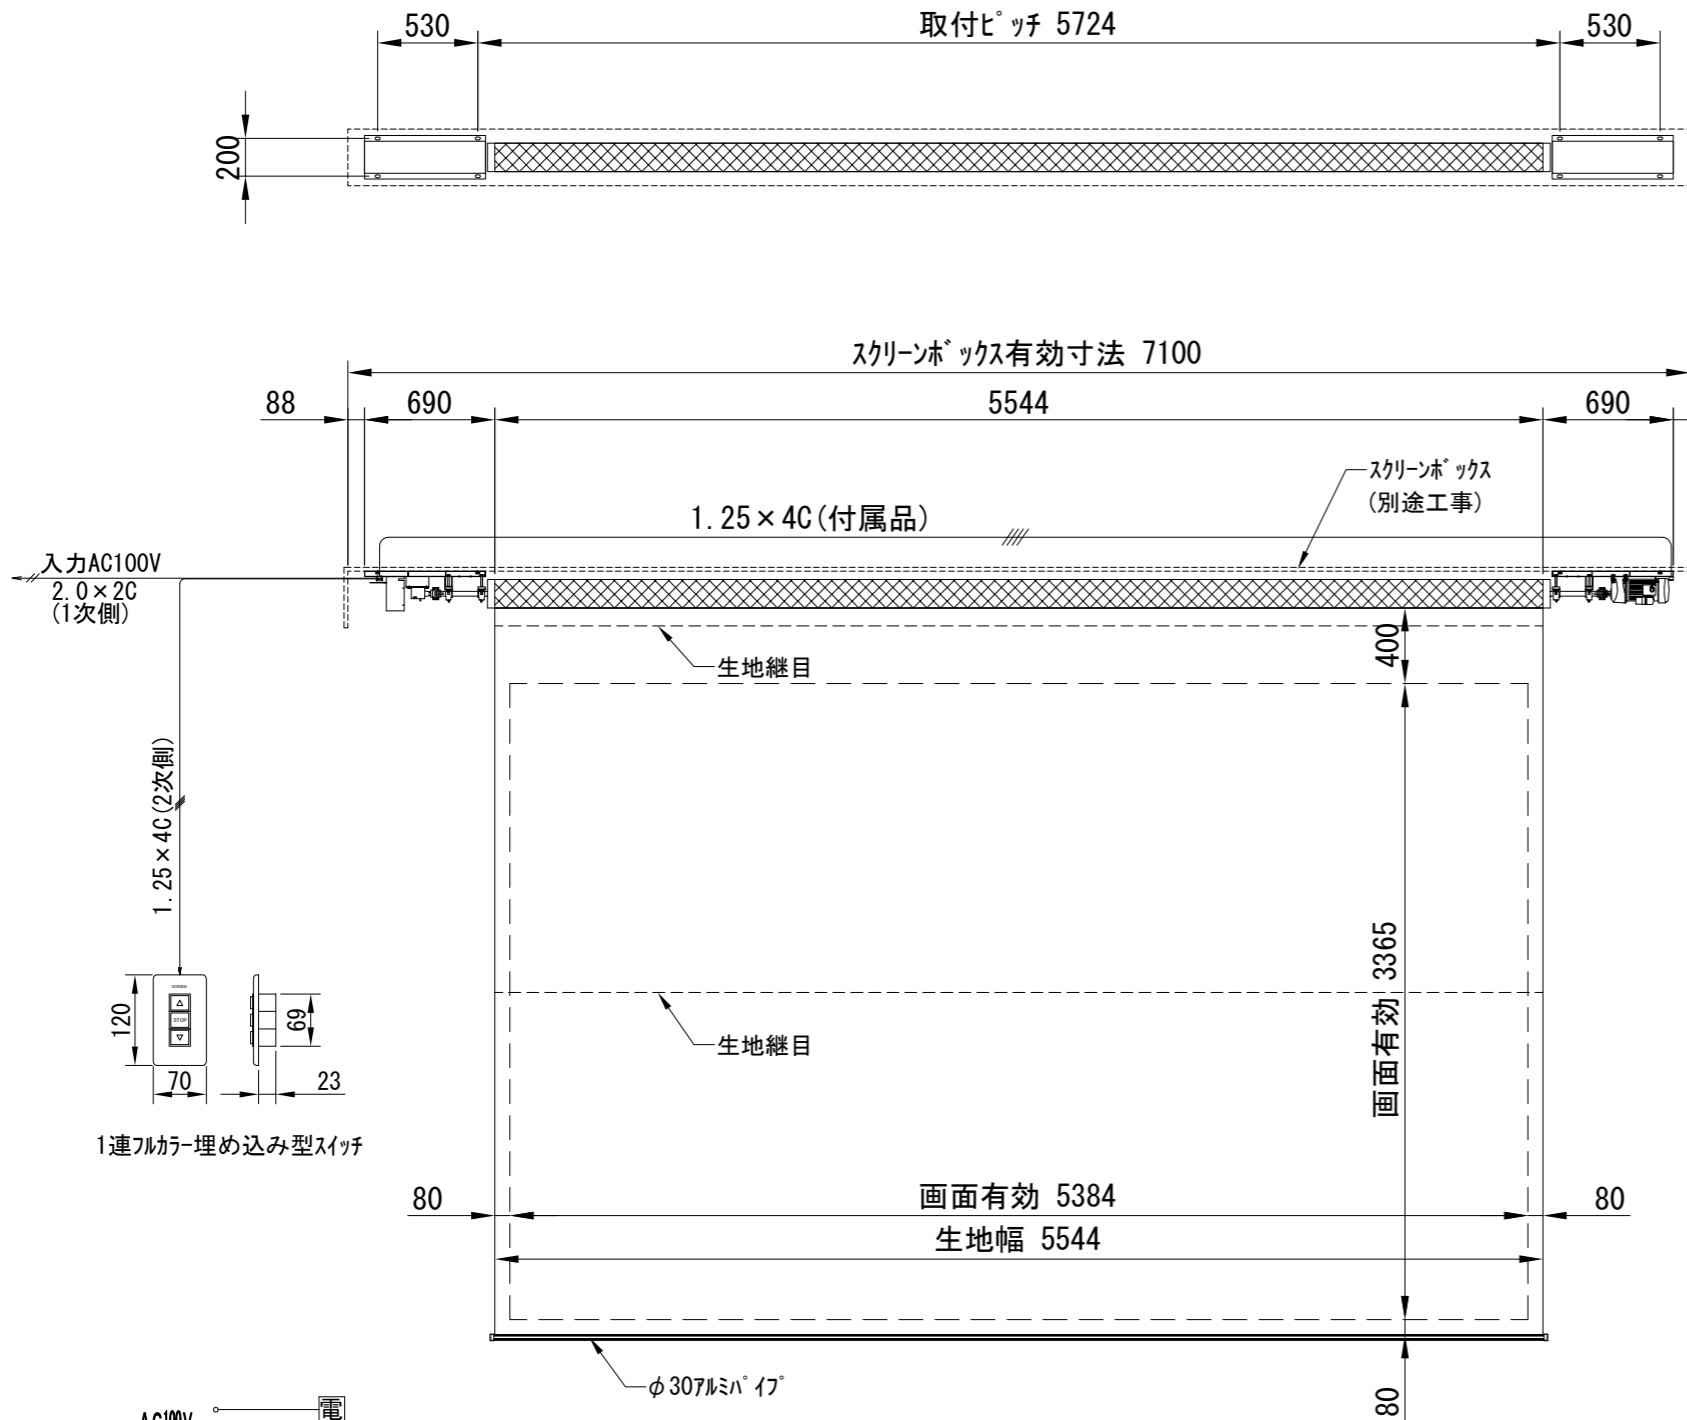 530
取付ピッチ 5724
530
200
スクリーンボックス有効寸法 7100
88
690
5544
690
スクリーンボックス
(別途工事)
1.25×4C(付属品)
入力AC100V
2.0×2C
(1次側)
400
生地継目
1.25×4C(2次側)
画面有効 3365
SCREEN
STOP
120
69
70
23
生地継目
1連フルカラー埋め込み型スイッチ
80
画面有効 5384
80
生地幅 5544
φ30アルミパイプ
80
AC100V
電